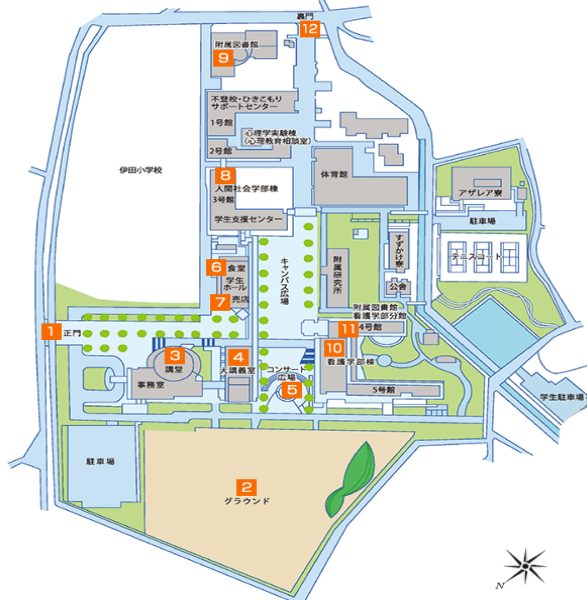 裏門
12
附属図書館
9
不登校・ひきこもり
サポートセンター
1号館
心理学実験棟
(心理教育相談室)
2号館
伊田小学校
8
体育館
人間社会学部棟
3号館
学生支援センター
アザレア寮
駐車場
すずかけ寮
テニスコート
キャンパス広場
附属研究所
6
食堂
学生
ホール
7
売店
公舎
附属図書館
看護学部分館
1
正門
11
4号館
3
講堂
4
大講義室
コンサート
広場
5
10
看護学部棟
事務室
5号館
学生駐車場
駐車場
2
グラウンド
N